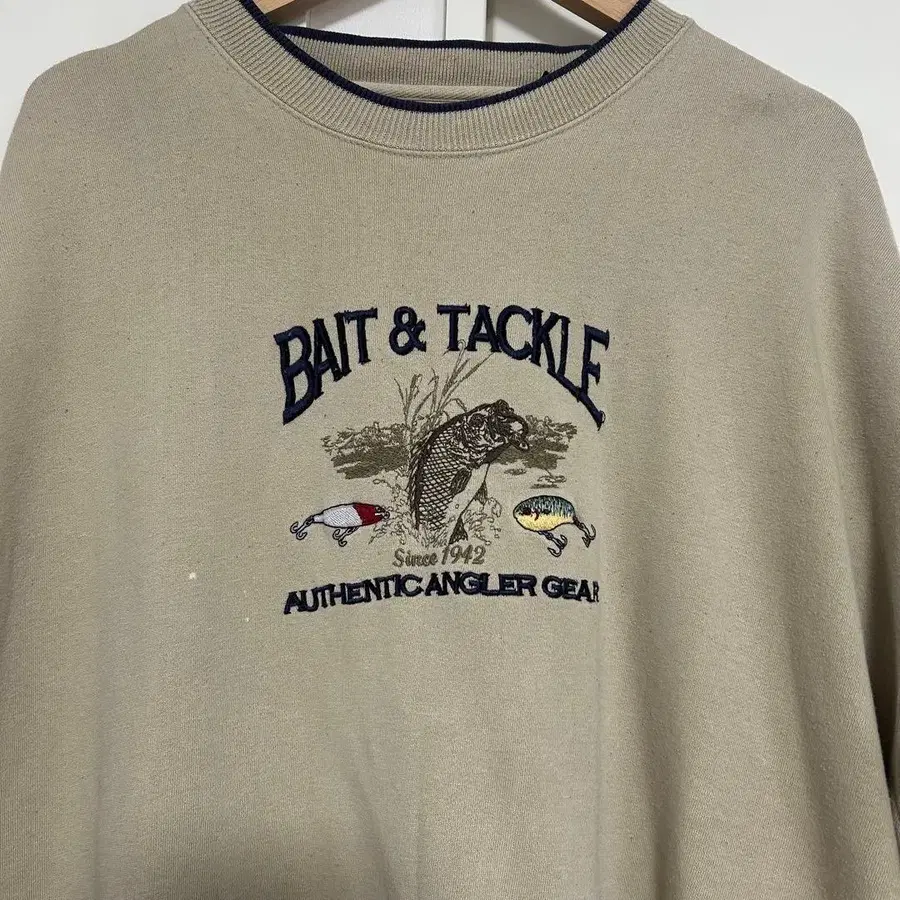 BAIT & TACKLE
Since 1942
AUTHENTIC ANGLER GEAR